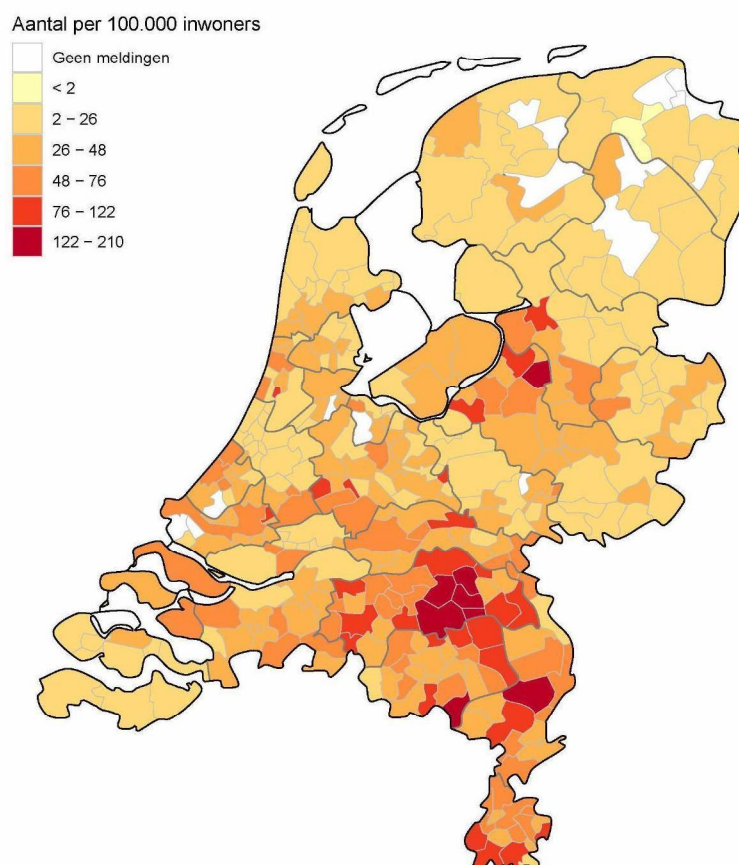 Aantal per 100.000 inwoners
Geen meldingen
< 2
2 – 26
26 – 48
48 – 76
76 – 122
122 – 210